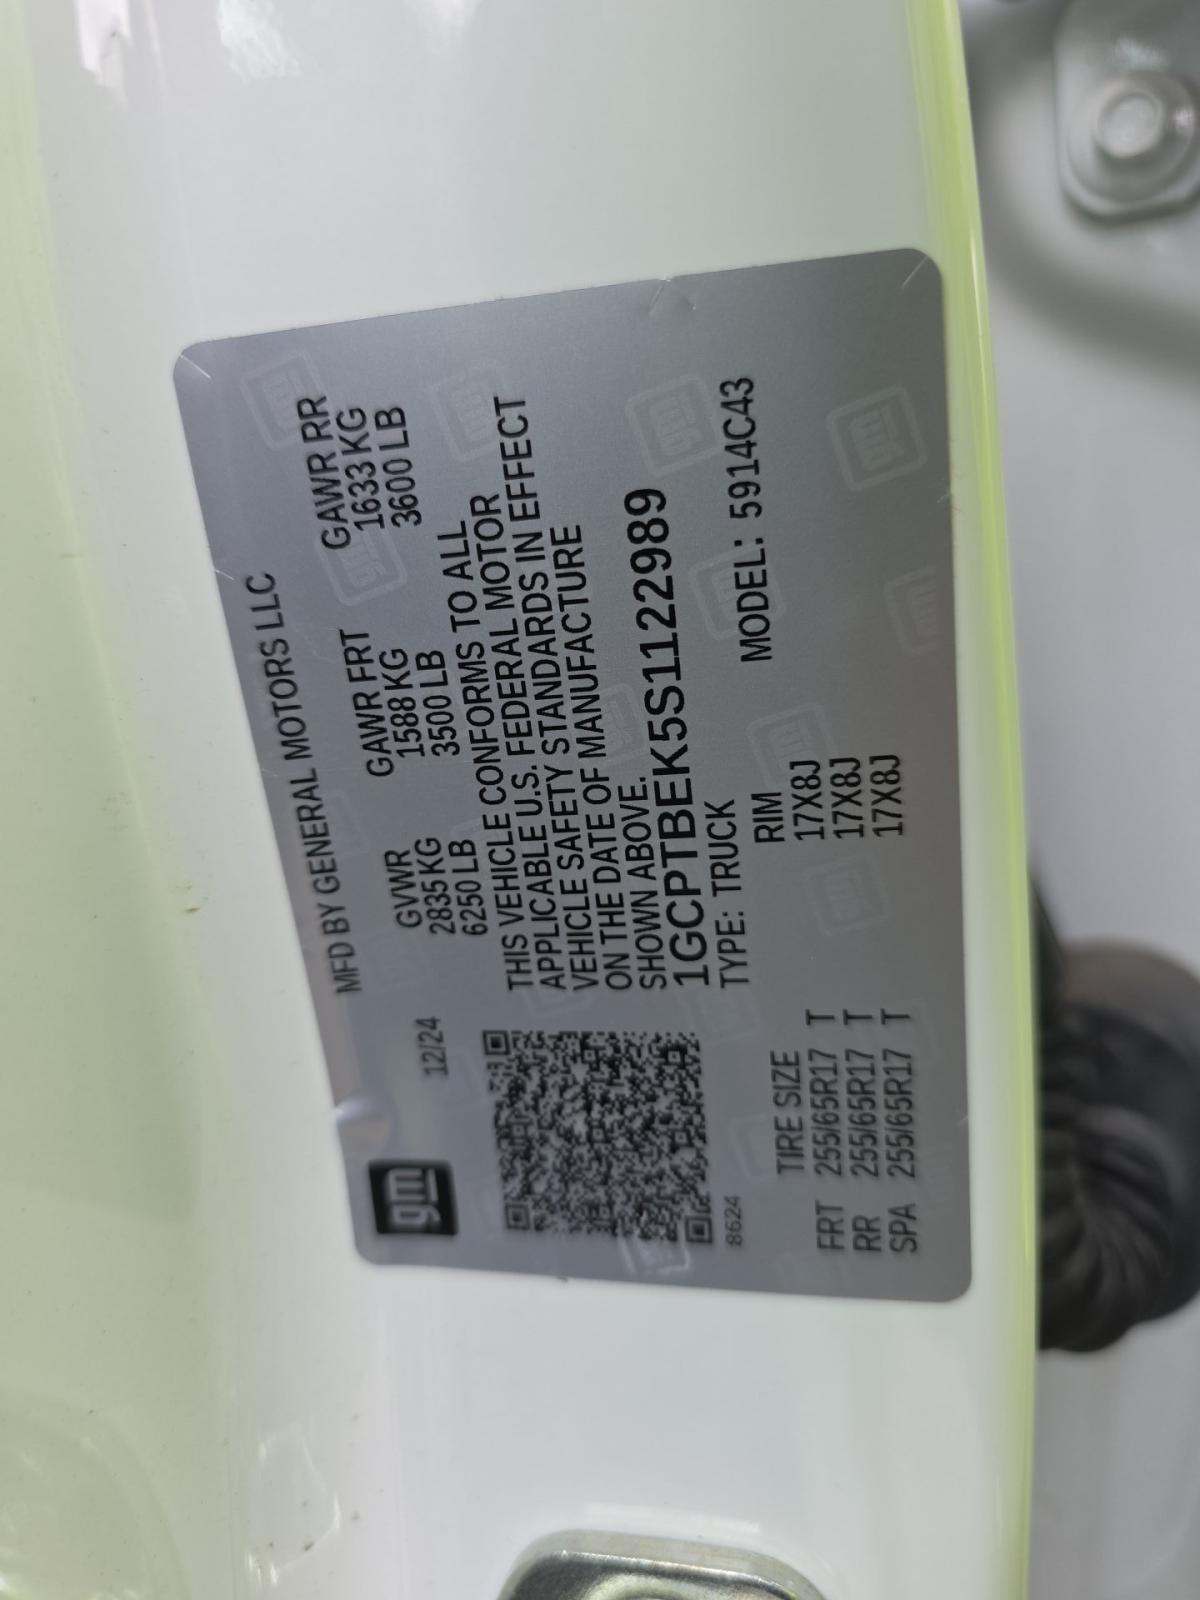 MFD BY GENERAL MOTORS LLC
gm
12/24
GVWR GAWR FRT GAWR RR
2835 KG 1588 KG 1633 KG
6250 LB 3500 LB 3600 LB
THIS VEHICLE CONFORMS TO ALL
APPLICABLE U.S. FEDERAL MOTOR
VEHICLE SAFETY STANDARDS IN EFFECT
ON THE DATE OF MANUFACTURE
SHOWN ABOVE.
1GCPTBEK5S1122989
TYPE: TRUCK MODEL: 5914C43
8624
TIRE SIZE RIM
FRT 255/65R17 T 17X8J
RR 255/65R17 T 17X8J
SPA 255/65R17 T 17X8J